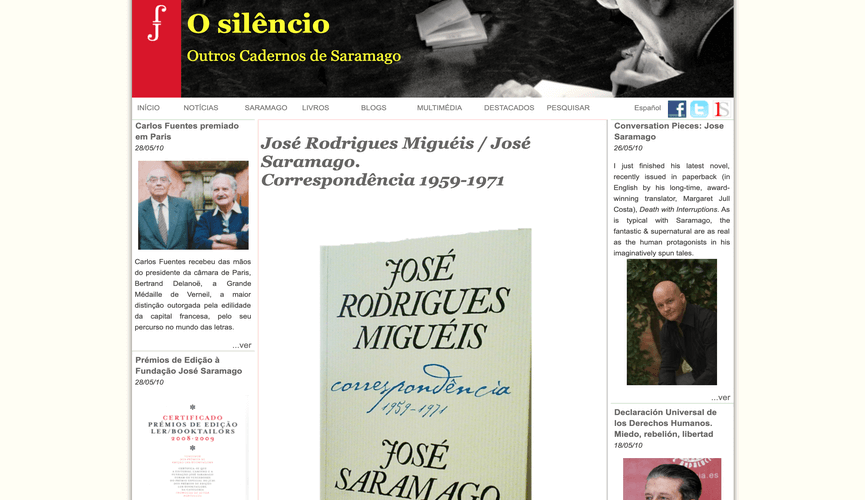 O silêncio
Outros Cadernos de Saramago
INÍCIO NOTÍCIAS SARAMAGO LIVROS BLOGS MULTIMÉDIA DESTACADOS PESQUISAR Español
Carlos Fuentes premiado
em Paris
28/05/10
Carlos Fuentes recebeu das mãos
do presidente da câmara de Paris,
Bertrand Delanoë, a Grande
Médaille de Verneil, a maior
distinção outorgada pela edilidade
da capital francesa, pelo seu
percurso no mundo das letras.
...ver
Prémios de Edição à
Fundação José Saramago
28/05/10
CERTIFICADO
PRÉMIOS DE EDIÇÃO
LER/BOOKTAILORS
2008-2009
José Rodrigues Miguéis / José
Saramago.
Correspondência 1959-1971
JOSÉ
RODRIGUES
MIGUÉIS
correspondência
1959-1971
JOSÉ
SARAMAGO
Conversation Pieces: Jose
Saramago
26/05/10
I just finished his latest novel,
recently issued in paperback (in
English by his long-time, award-
winning translator, Margaret Jull
Costa), Death with Interruptions. As
is typical with Saramago, the
fantastic & supernatural are as real
as the human protagonists in his
imaginatively spun tales.
...ver
Declaración Universal de
los Derechos Humanos.
Miedo, rebelión, libertad
18/05/10